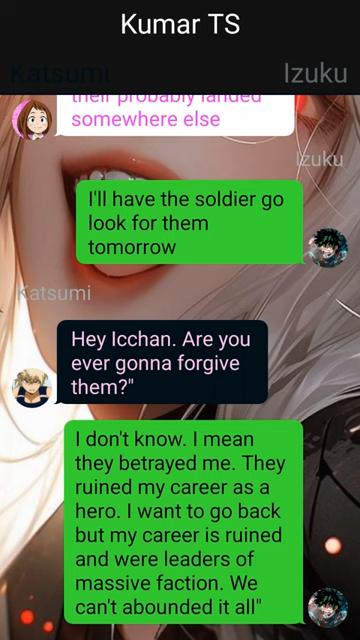 Kumar TS
Katsumi
Izuku
their probably landed
somewhere else
Izuku
I'll have the soldier go
look for them
tomorrow
Katsumi
Hey Icchan. Are you
ever gonna forgive
them?"
I don't know. I mean
they betrayed me. They
ruined my career as a
hero. I want to go back
but my career is ruined
and were leaders of
massive faction. We
can't abounded it all"